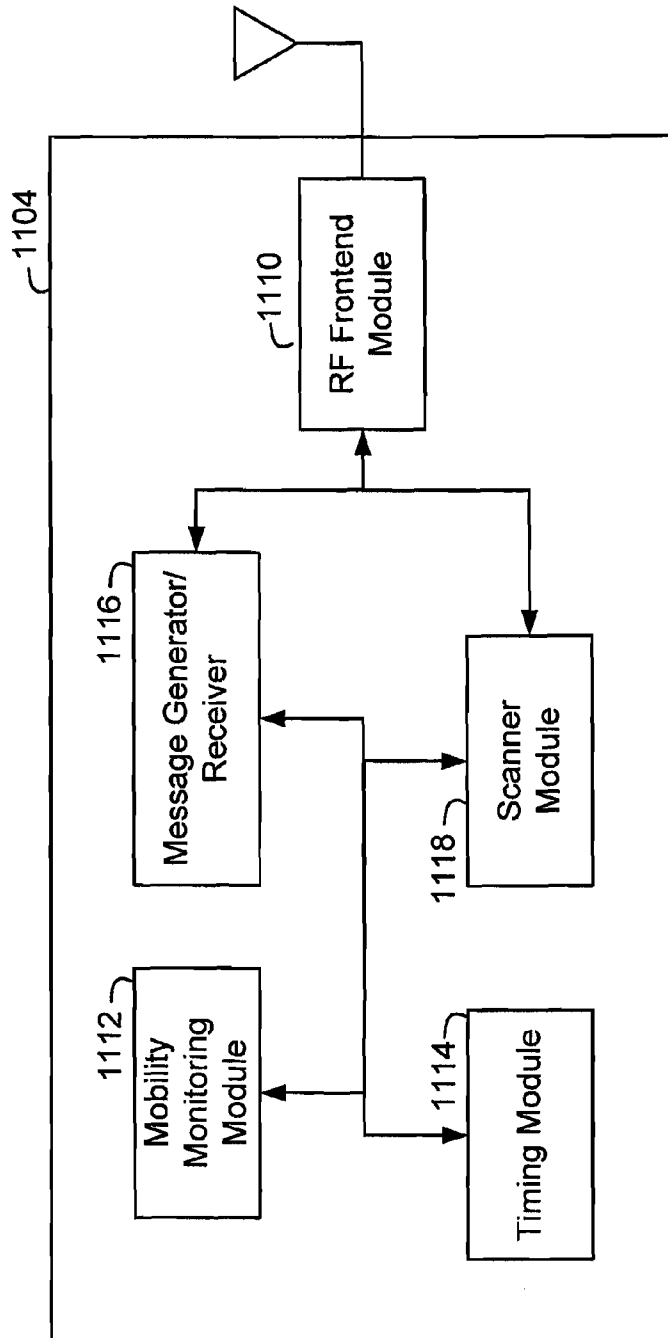 1104
1112
Mobility
Monitoring
Module
1116
Message Generator/
Receiver
1110
RF Frontend
Module
1114
Timing Module
1118
Scanner
Module